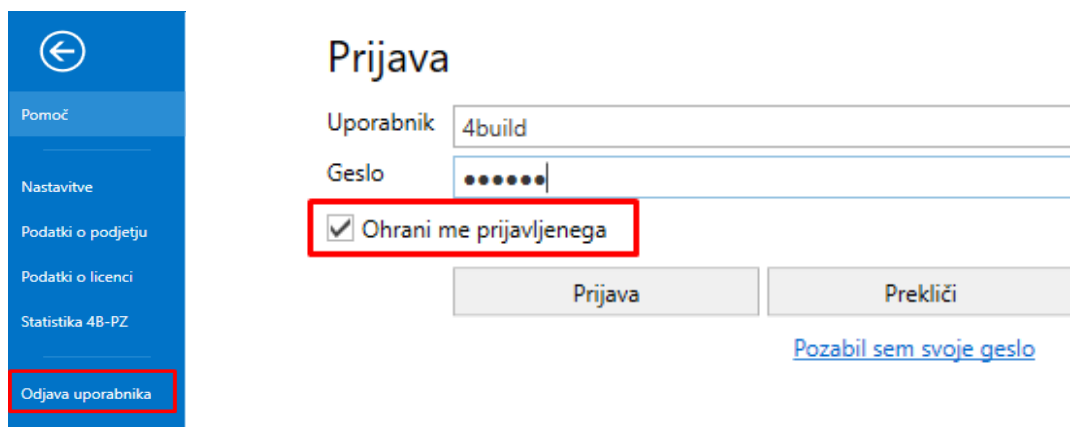 Pomoč
Nastavitve
Podatki o podjetju
Podatki o licenci
Statistika 4B-PZ
Odjava uporabnika
Prijava
Uporabnik 4build
Geslo ••••••
Ohrani me prijavljenega
Prijava Prekliči
Pozabil sem svoje geslo